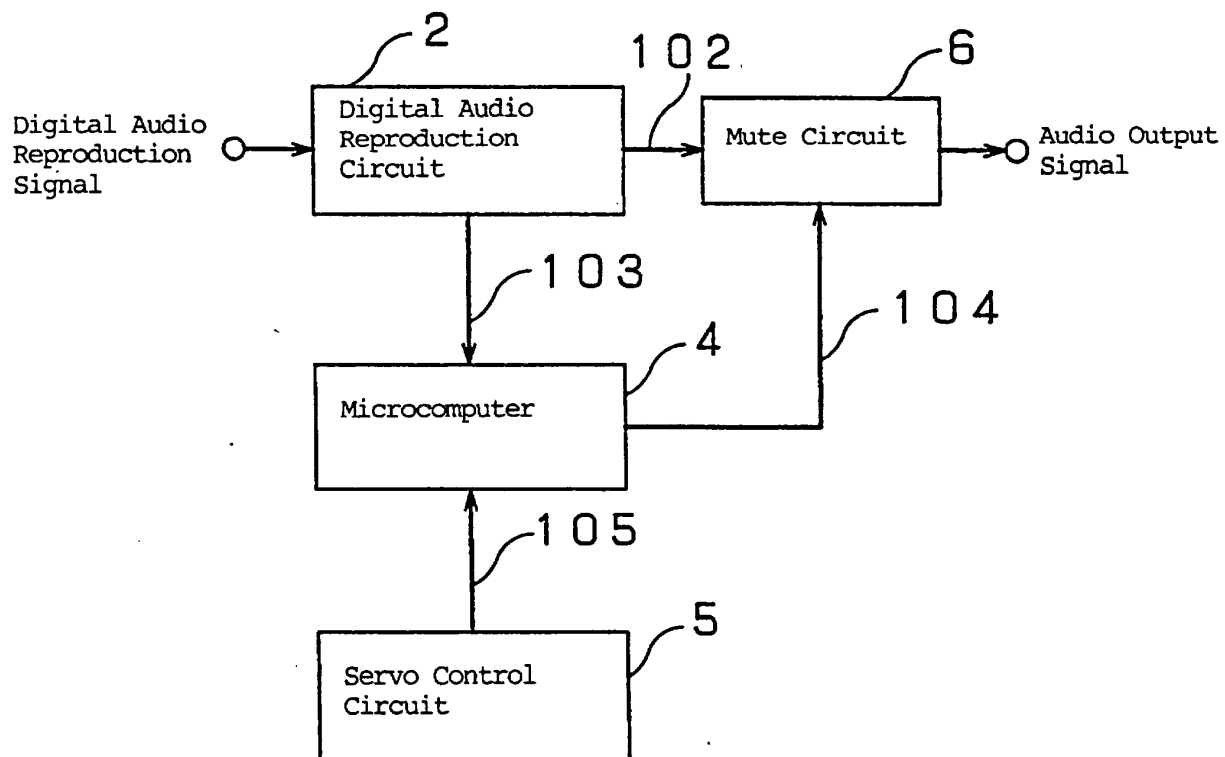 2
102
6
Digital Audio
Reproduction
Signal
Digital Audio
Reproduction
Circuit
Mute Circuit
Audio Output
Signal
103
104
4
Microcomputer
105
5
Servo Control
Circuit